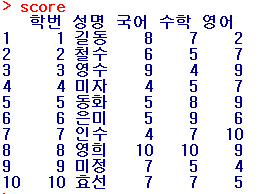 > score
학번 성명 국어 수학 영어
1 1 길동 8 7 2
2 2 철수 6 5 7
3 3 영수 9 4 9
4 4 미자 4 5 7
5 5 동화 5 8 9
6 6 은미 5 9 6
7 7 인수 4 7 10
8 8 영희 10 10 9
9 9 미정 7 5 4
10 10 효선 7 7 5